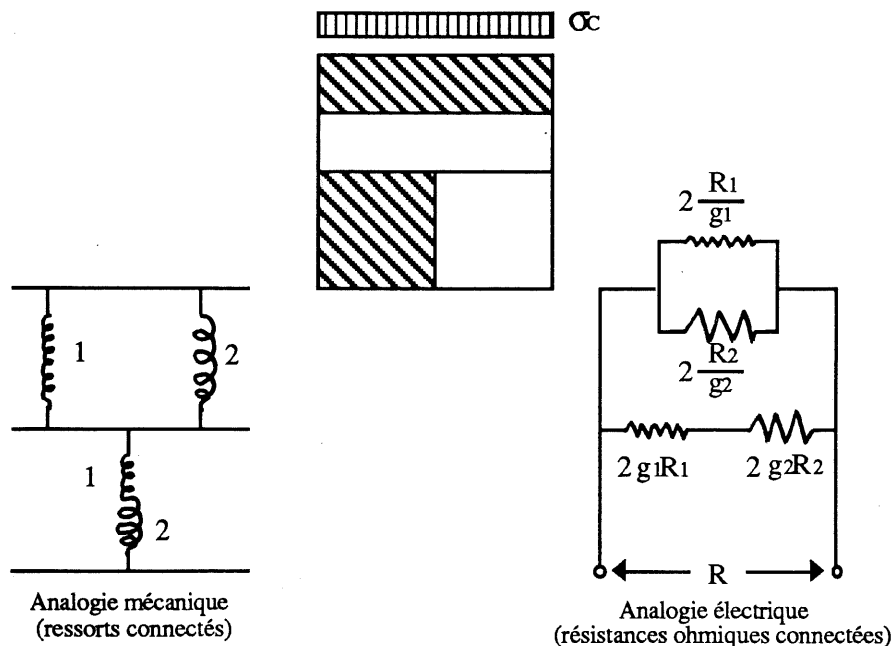 σc
2 R1/g1
2 R2/g2
1
2
1
2
2 g1R1
2 g2R2
R
Analogie mécanique
(ressorts connectés)
Analogie électrique
(résistances ohmiques connectées)